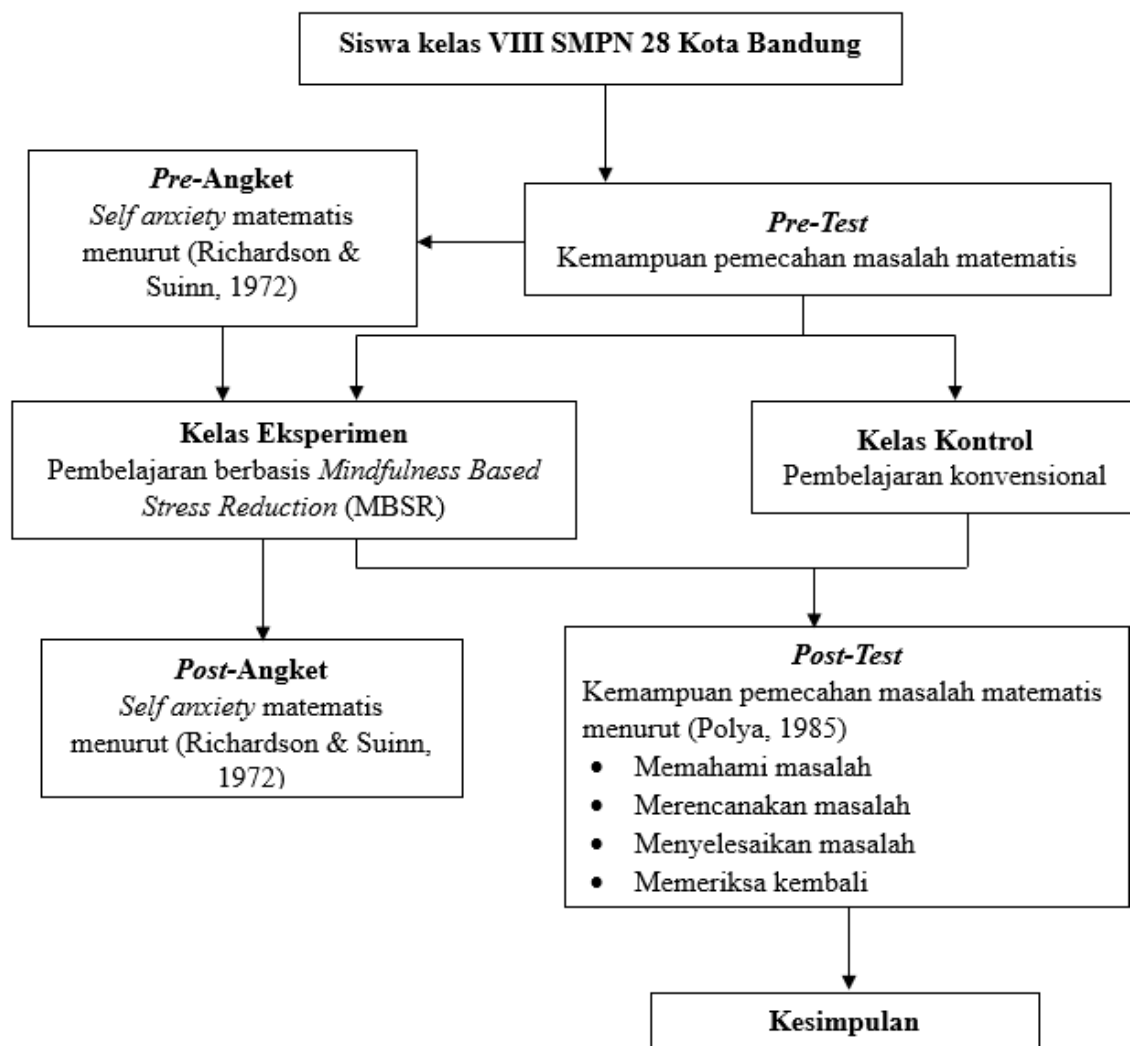 Siswa kelas VIII SMPN 28 Kota Bandung
Pre-Angket
Self anxiety matematis
menurut (Richardson &
Suinn, 1972)
Pre-Test
Kemampuan pemecahan masalah matematis
Kelas Eksperimen
Pembelajaran berbasis Mindfulness Based
Stress Reduction (MBSR)
Kelas Kontrol
Pembelajaran konvensional
Post-Angket
Self anxiety matematis
menurut (Richardson & Suinn,
1972)
Post-Test
Kemampuan pemecahan masalah matematis
menurut (Polya, 1985)
• Memahami masalah
• Merencanakan masalah
• Menyelesaikan masalah
• Memeriksa kembali
Kesimpulan